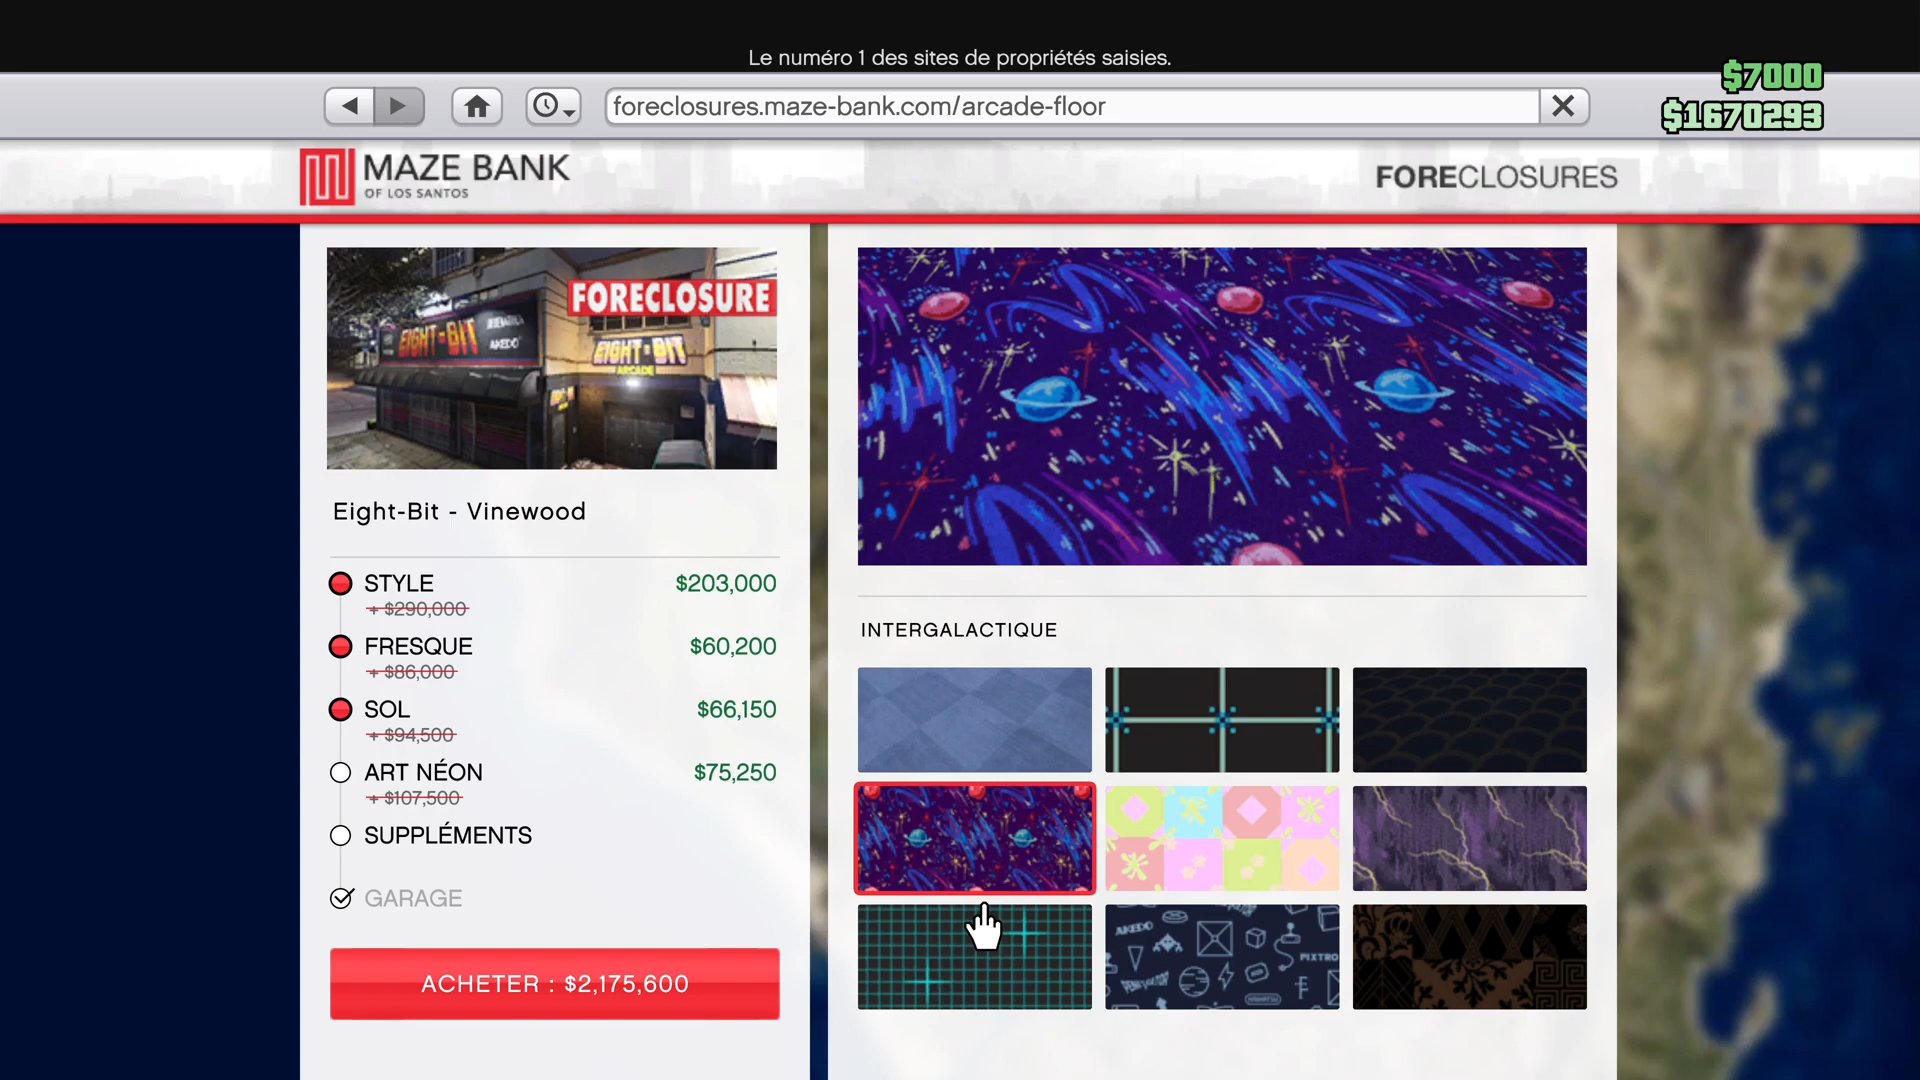 Le numéro 1 des sites de propriétés saisies.
$7000
foreclosures.maze-bank.com/arcade-floor
$1670293
MAZE BANK
OF LOS SANTOS
FORECLOSURES
FORECLOSURE
EIGHT-BIT
AKEDO
EIGHT-BIT
ARCADE
Eight-Bit - Vinewood
STYLE $203,000
+ $290,000
FRESQUE $60,200
+ $86,000
SOL $66,150
+ $94,500
ART NÉON $75,250
+ $107,500
SUPPLÉMENTS
GARAGE
ACHETER : $2,175,600
INTERGALACTIQUE
AKEDO
PIXTRO